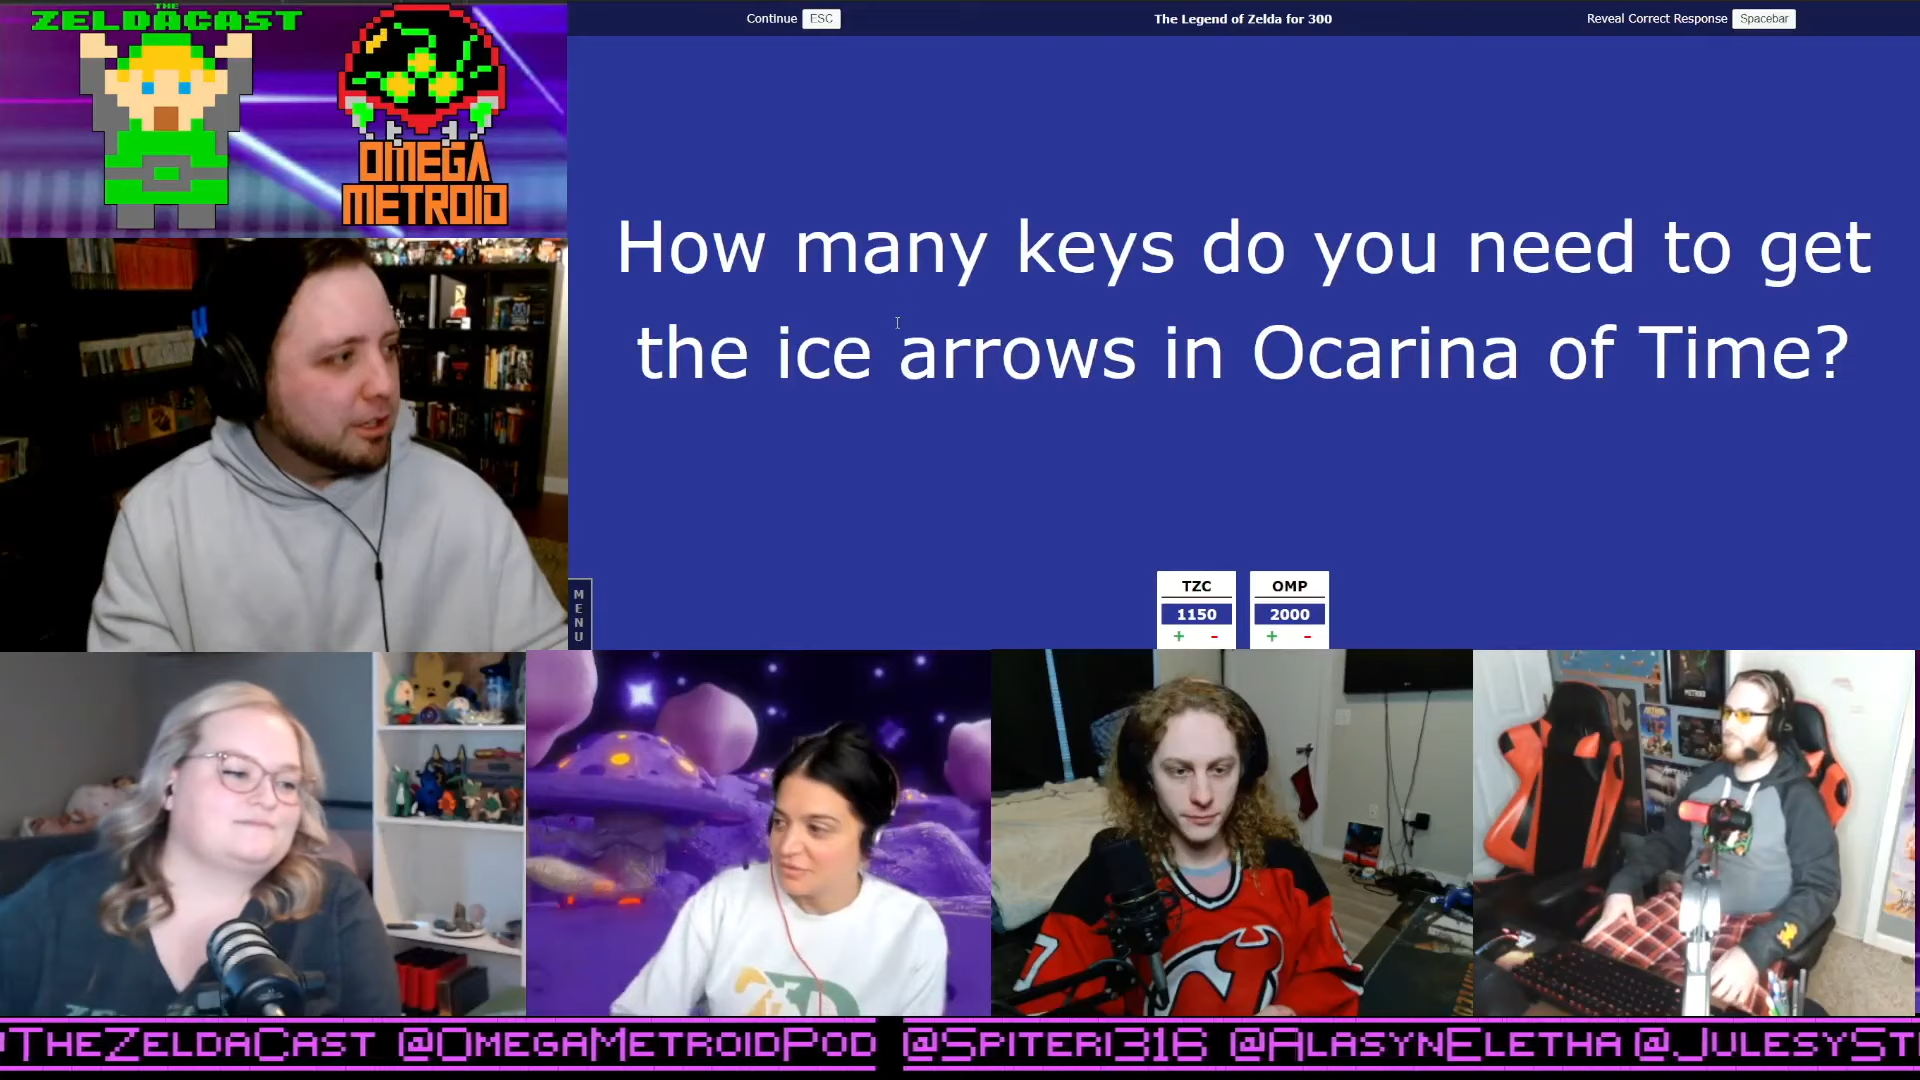 THE
ZELDACAST
OMEGA
METROID
Continue ESC
The Legend of Zelda for 300
Reveal Correct Response Spacebar
How many keys do you need to get
the ice arrows in Ocarina of Time?
MENU
TZC
1150
+ -
OMP
2000
+ -
METROID
7
THEZELDACAST @OMEGAMETROIDPOD @SPITERI316 @ALASYNELETHA @JULESYST